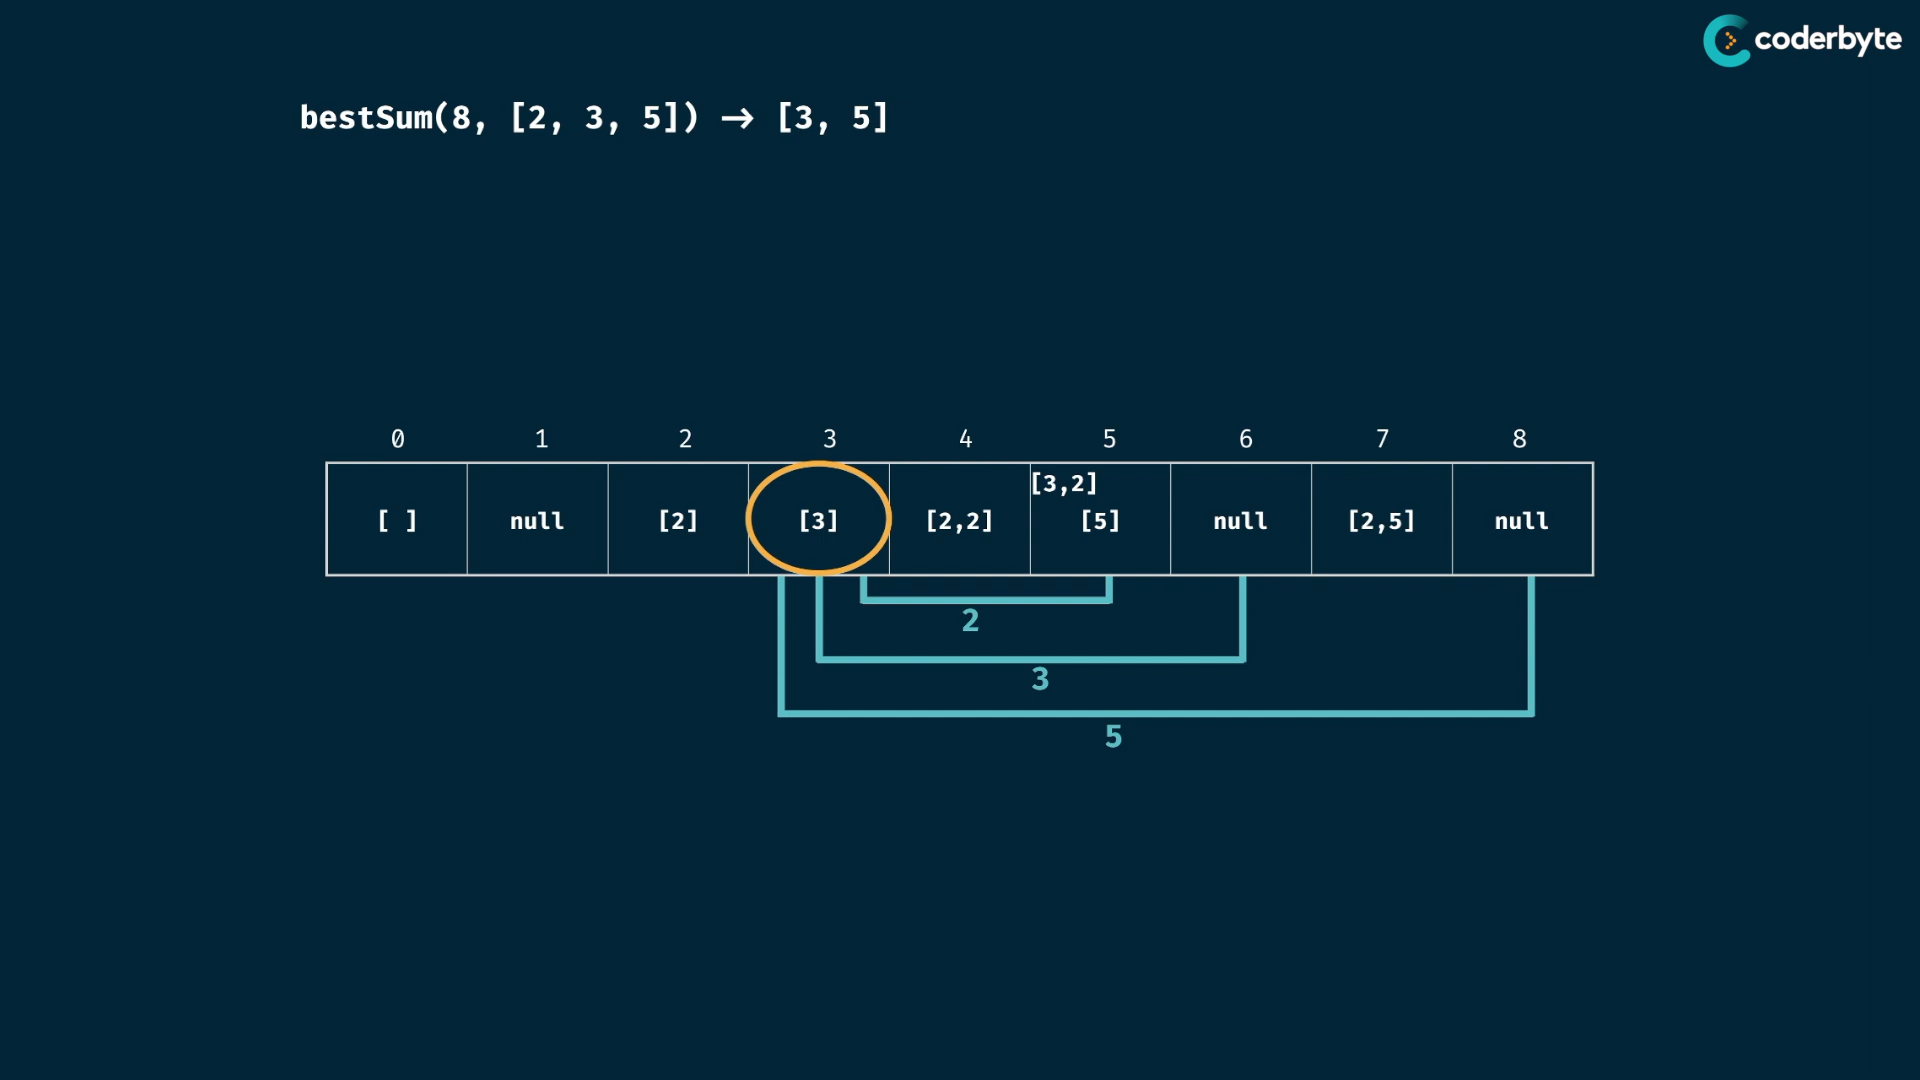 coderbyte
bestSum(8, [2, 3, 5]) → [3, 5]
0 1 2 3 4 5 6 7 8
[3,2]
[ ] null [2] [3] [2,2] [5] null [2,5] null
2
3
5